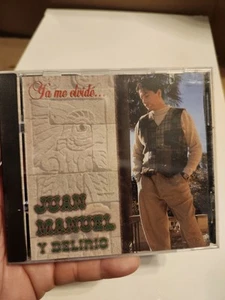 Ya me olvidé...
JUAN
MANUEL
Y DELIRIO